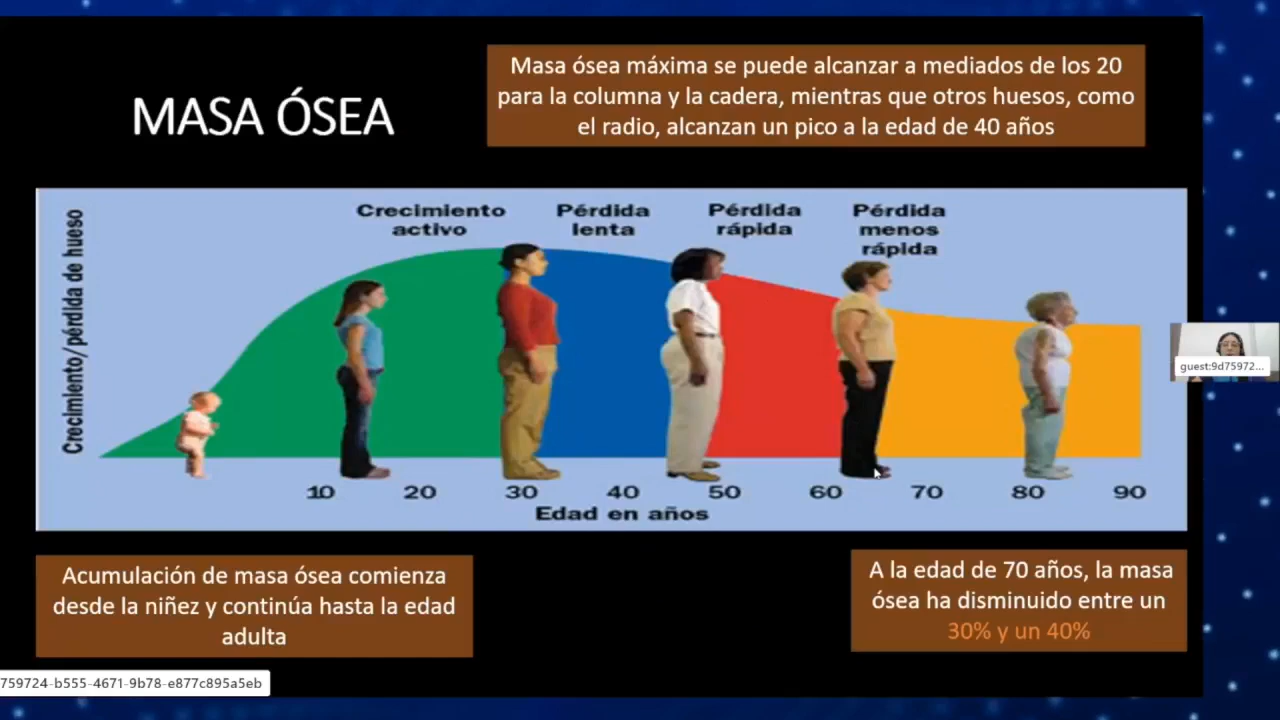 MASA ÓSEA
Masa ósea máxima se puede alcanzar a mediados de los 20
para la columna y la cadera, mientras que otros huesos, como
el radio, alcanzan un pico a la edad de 40 años
Crecimiento/pérdida de hueso
Crecimiento
activo
Pérdida
lenta
Pérdida
rápida
Pérdida
menos
rápida
10 20 30 40 50 60 70 80 90
Edad en años
guest:9d75972...
Acumulación de masa ósea comienza
desde la niñez y continúa hasta la edad
adulta
A la edad de 70 años, la masa
ósea ha disminuido entre un
30% y un 40%
759724-b555-4671-9b78-e877c895a5eb